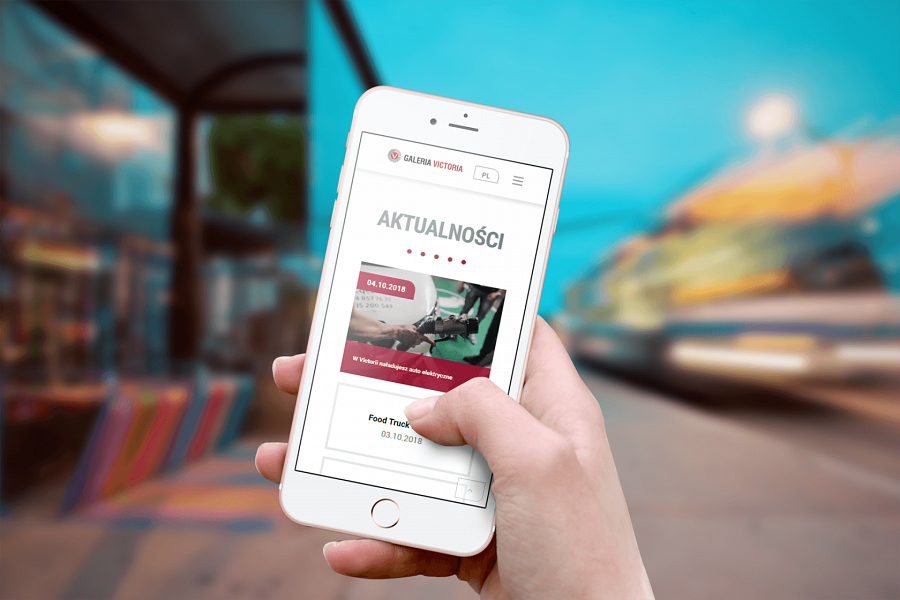 GALERIA VICTORIA
PL
AKTUALNOŚCI
04.10.2018
W Victorii naładujesz auto elektryczne
Food Truck
03.10.2018